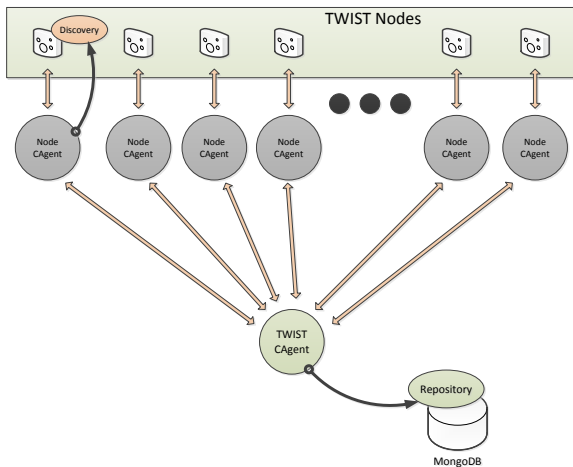 TWIST Nodes
Discovery
Node
CAgent
Node
CAgent
Node
CAgent
Node
CAgent
Node
CAgent
Node
CAgent
TWIST
CAgent
Repository
MongoDB